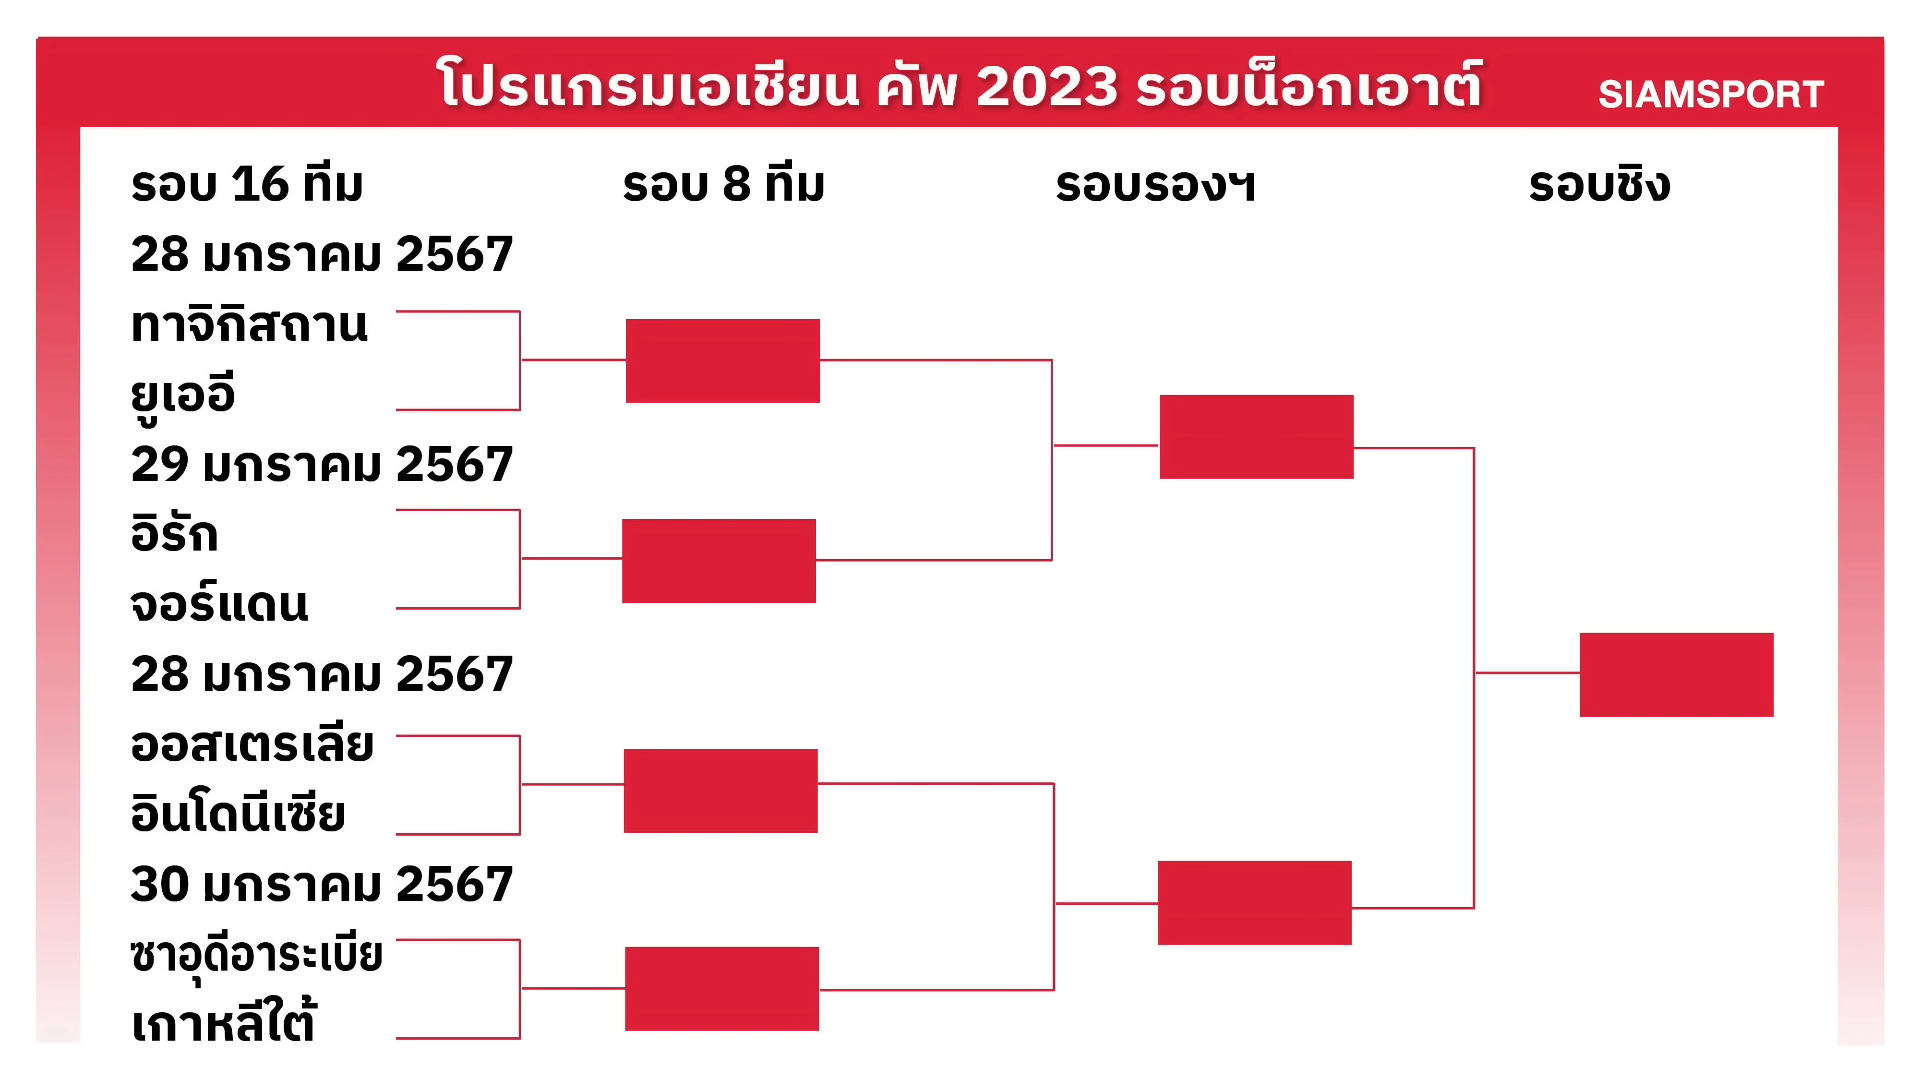 โปรแกรมเอเชียน คัพ 2023 รอบน็อกเอาต์
SIAMSPORT
รอบ 16 ทีม
รอบ 8 ทีม
รอบรองฯ
รอบชิง
28 มกราคม 2567
ทาจิกิสถาน
ยูเออี
29 มกราคม 2567
อิรัก
จอร์แดน
28 มกราคม 2567
ออสเตรเลีย
อินโดนีเซีย
30 มกราคม 2567
ซาอุดีอาระเบีย
เกาหลีใต้